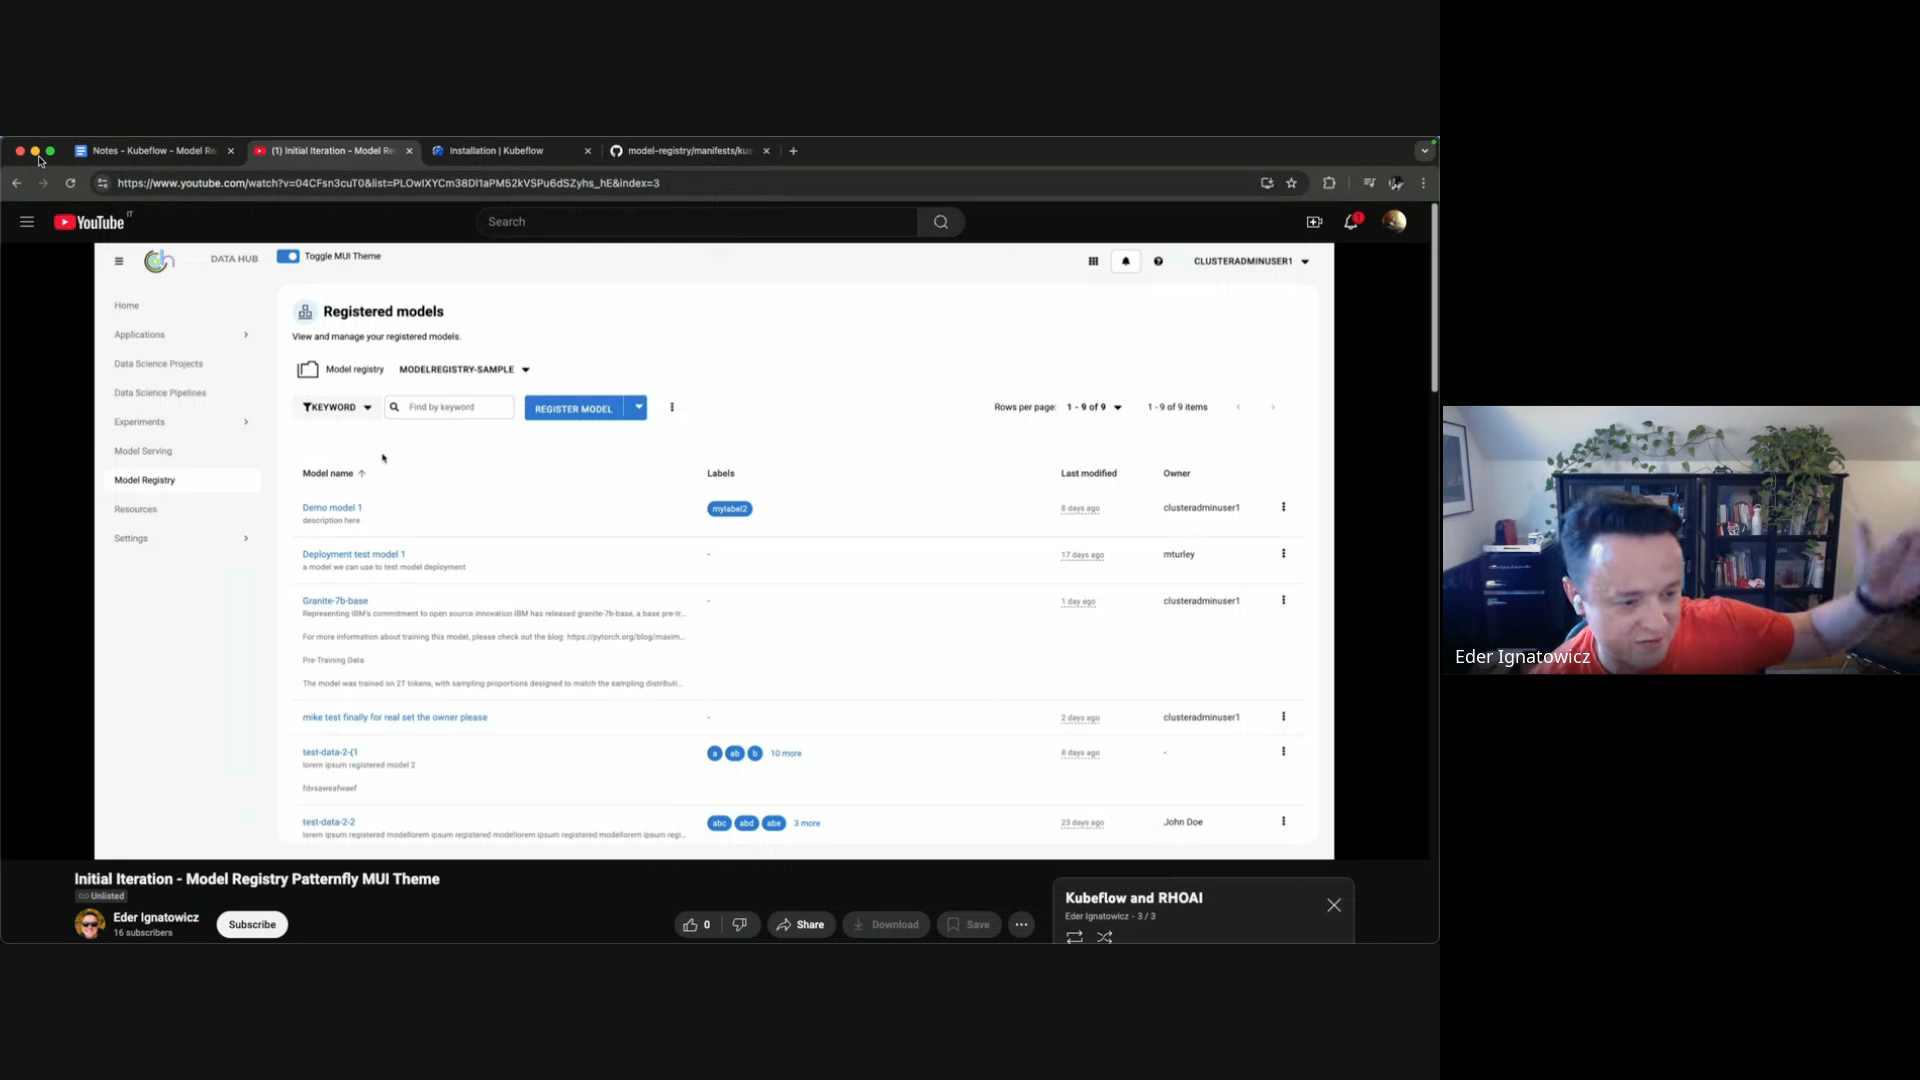 Notes - Kubeflow - Model Re
(1) Initial Iteration - Model Re
Installation | Kubeflow
model-registry/manifests/kus
https://www.youtube.com/watch?v=04CFsn3cuT0&list=PLOwIXYCm38Dl1aPM52kVSPu6dSZyhs_hE&index=3
YouTube IT
Search
1
DATA HUB
Toggle MUI Theme
CLUSTERADMINUSER1
Home
Applications
Data Science Projects
Data Science Pipelines
Experiments
Model Serving
Model Registry
Resources
Settings
Registered models
View and manage your registered models.
Model registry MODELREGISTRY-SAMPLE
KEYWORD Find by keyword REGISTER MODEL Rows per page: 1 - 9 of 9 1 - 9 of 9 items
Model name Labels Last modified Owner
Demo model 1 mylabel2 8 days ago clusteradminuser1
description here
Deployment test model 1 - 17 days ago mturley
a model we can use to test model deployment
Granite-7b-base - 1 day ago clusteradminuser1
Representing IBM's commitment to open source innovation IBM has released granite-7b-base, a base pre-tr...
For more information about training this model, please check out the blog: https://pytorch.org/blog/maxim...
Pre-Training Data
The model was trained on 2T tokens, with sampling proportions designed to match the sampling distributi...
mike test finally for real set the owner please - 2 days ago clusteradminuser1
test-data-2-(1 a ab b 10 more 8 days ago -
lorem ipsum registered model 2
fdvsaweafwaef
test-data-2-2 abc abd abe 3 more 23 days ago John Doe
lorem ipsum registered modellorem ipsum registered modellorem ipsum registered modellorem ipsum regi...
Initial Iteration - Model Registry Patternfly MUI Theme
Unlisted
Eder Ignatowicz
16 subscribers
Subscribe
0
Share
Download
Save
Kubeflow and RHOAI
Eder Ignatowicz - 3 / 3
Eder Ignatowicz